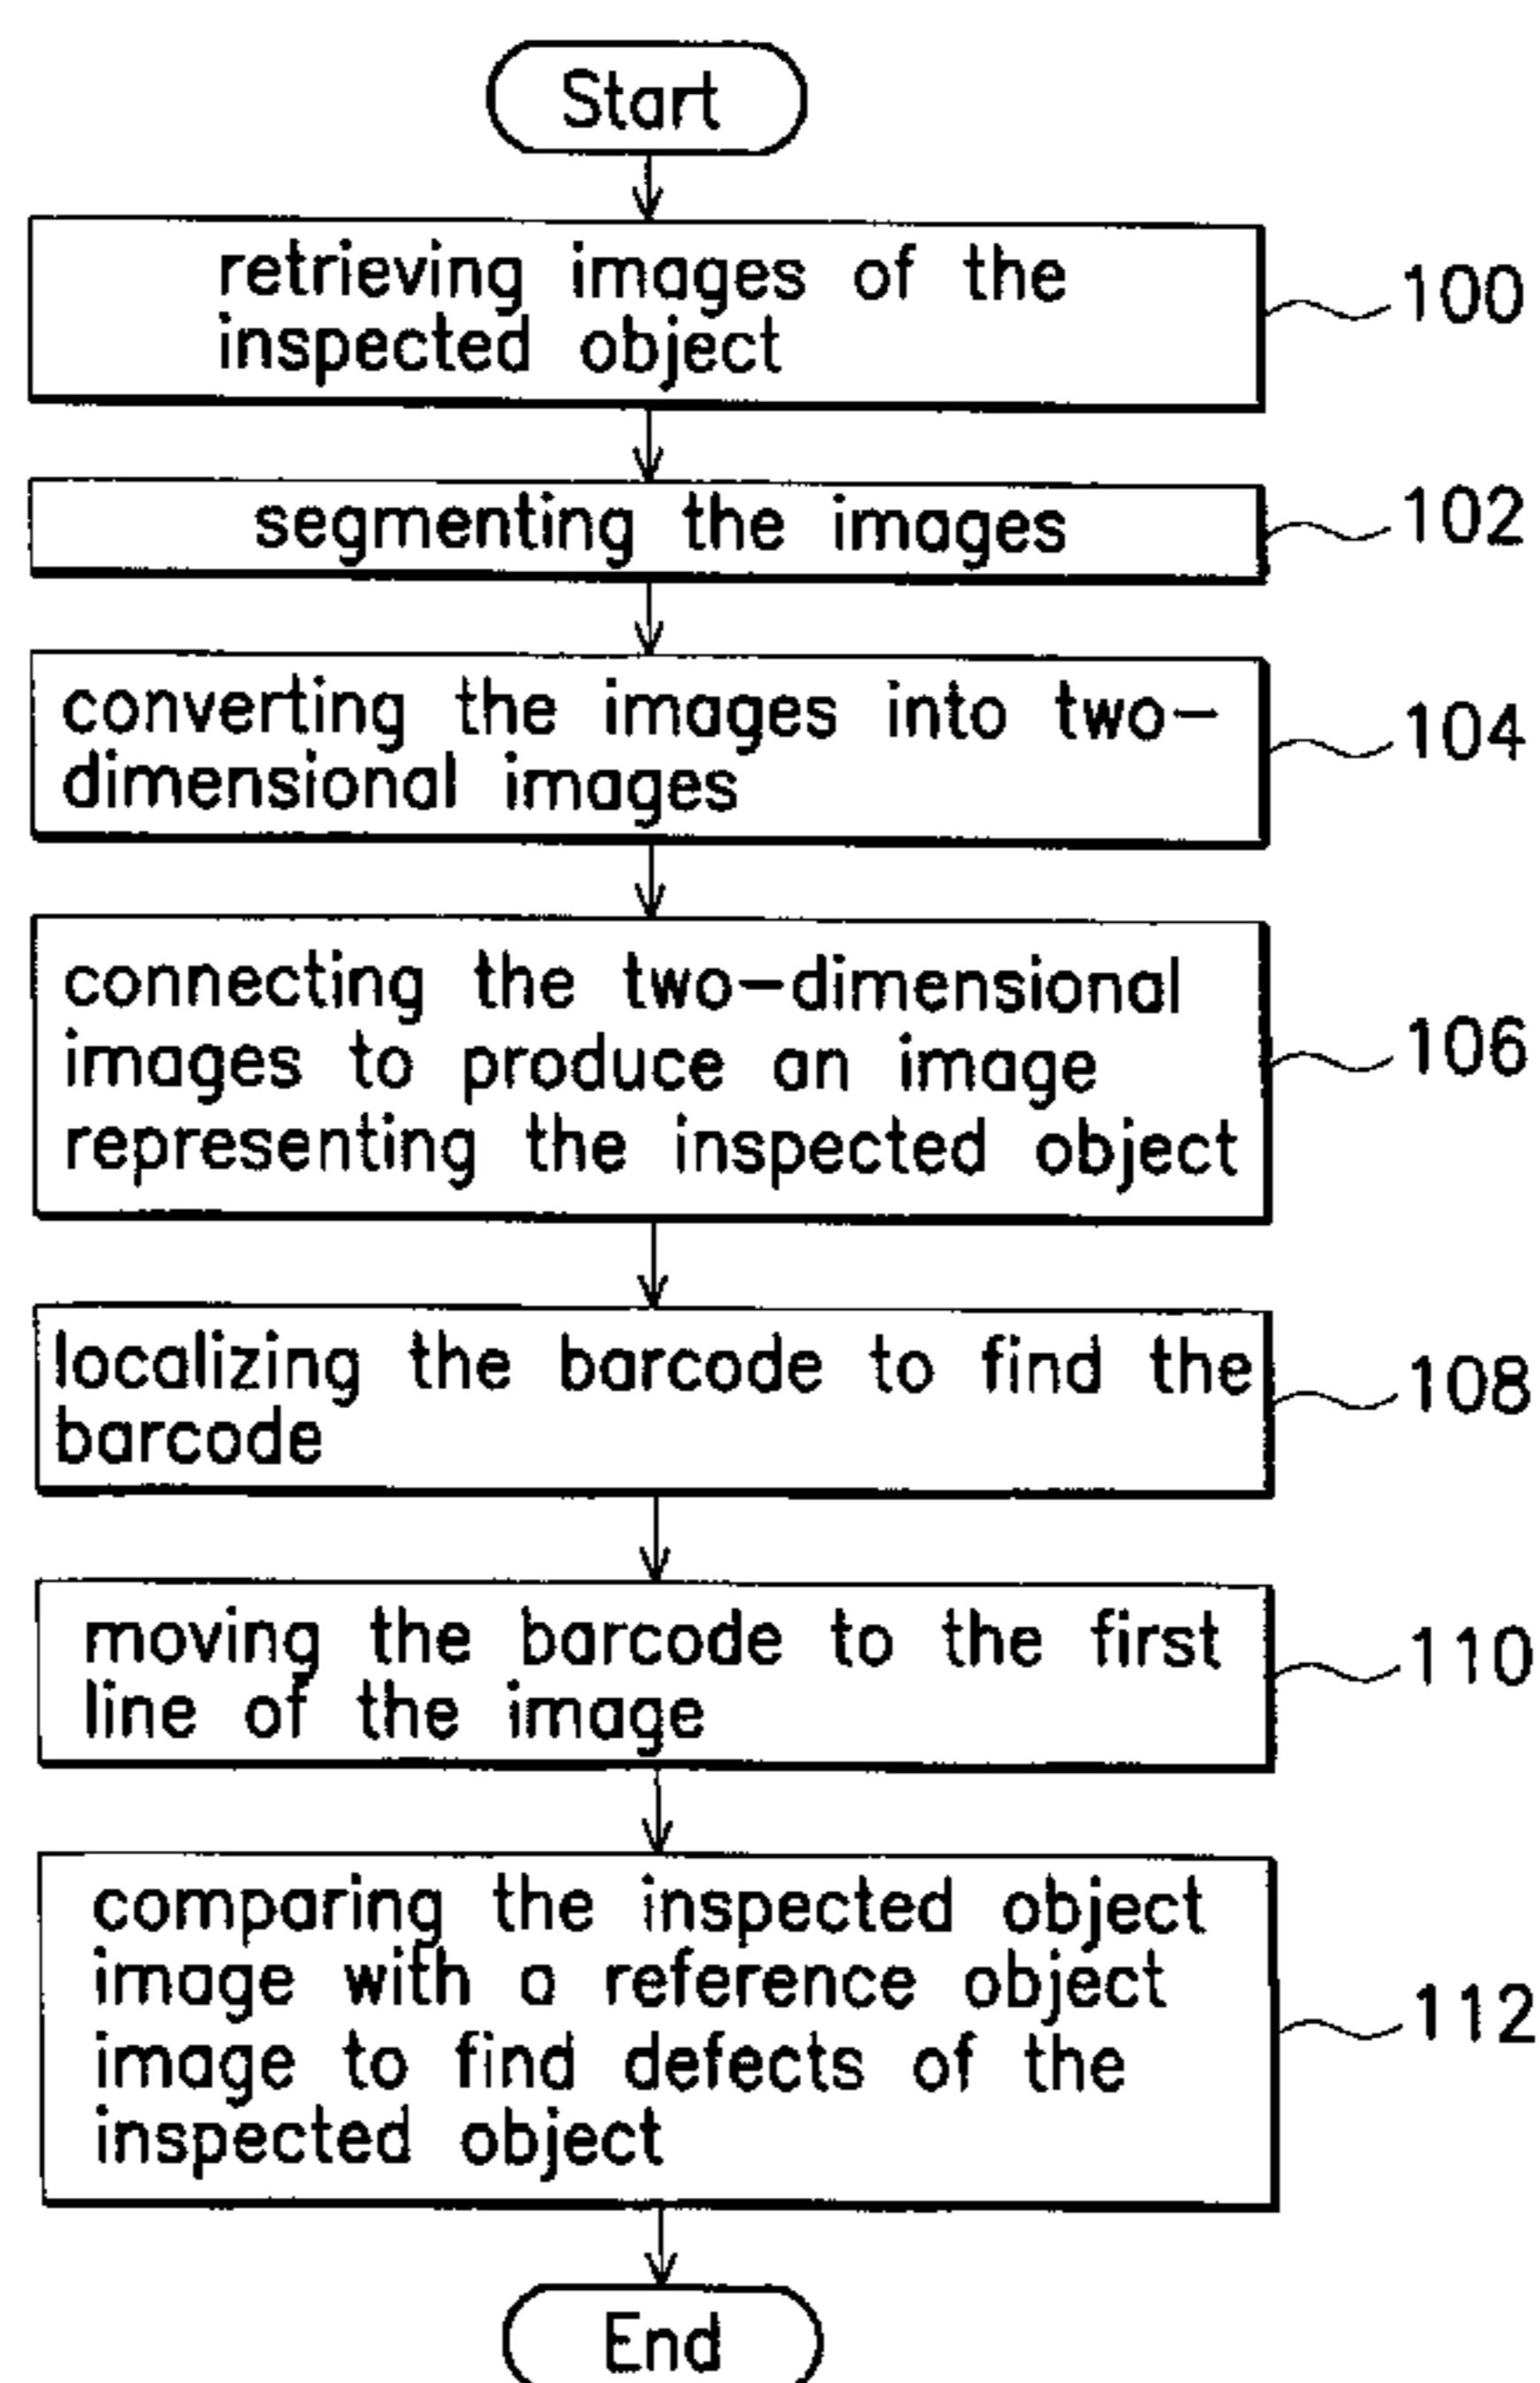 Start
retrieving images of the
inspected object
100
segmenting the images
102
converting the images into two-
dimensional images
104
connecting the two-dimensional
images to produce an image
representing the inspected object
106
localizing the barcode to find the
barcode
108
moving the barcode to the first
line of the image
110
comparing the inspected object
image with a reference object
image to find defects of the
inspected object
112
End